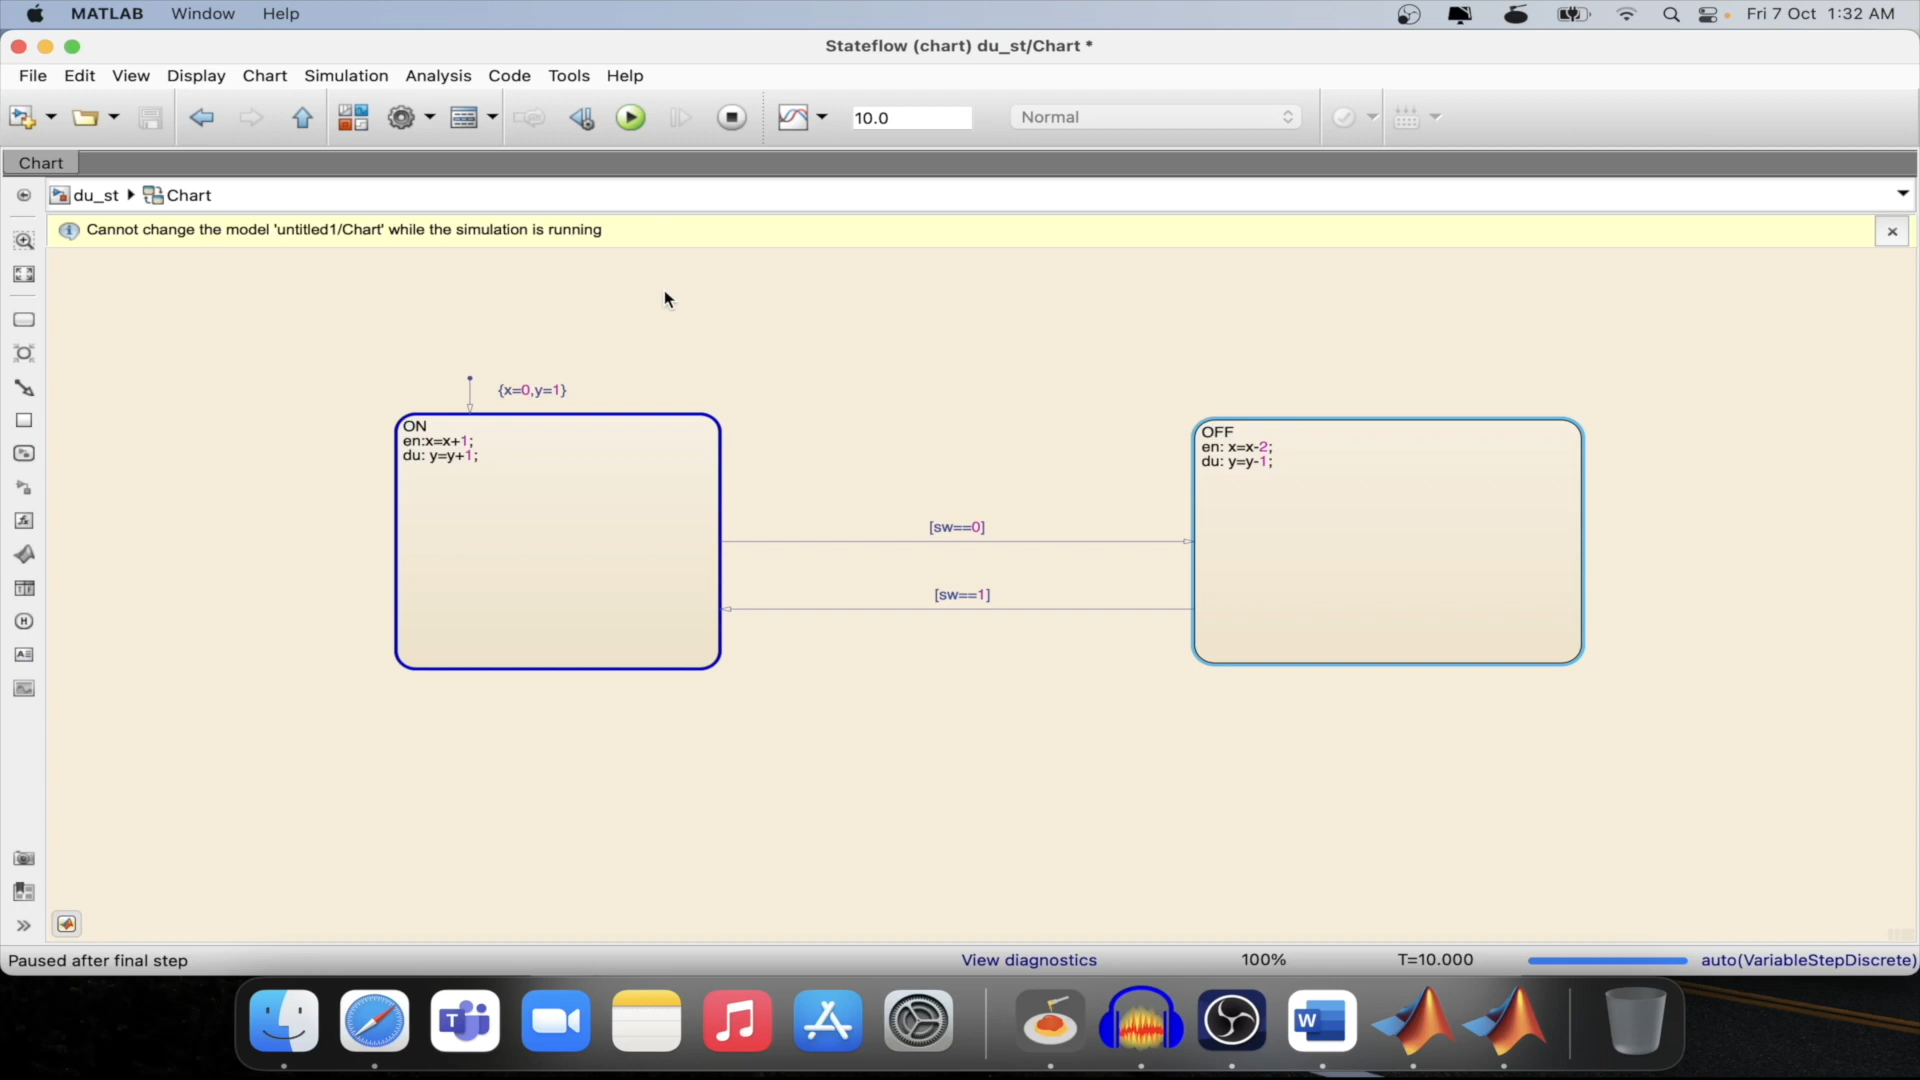 MATLAB Window Help Fri 7 Oct 1:32 AM
Stateflow (chart) du_st/Chart *
File Edit View Display Chart Simulation Analysis Code Tools Help
10.0 Normal
Chart
du_st Chart
Cannot change the model 'untitled1/Chart' while the simulation is running
{x=0,y=1}
ON
en:x=x+1;
du: y=y+1;
OFF
en: x=x-2;
du: y=y-1;
[sw==0]
[sw==1]
Paused after final step View diagnostics 100% T=10.000 auto(VariableStepDiscrete)